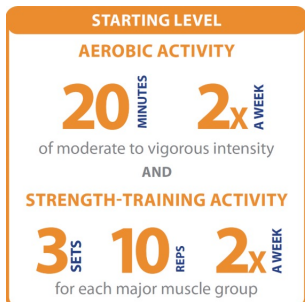 STARTING LEVEL
AEROBIC ACTIVITY
20 MINUTES 2x A WEEK
of moderate to vigorous intensity
AND
STRENGTH-TRAINING ACTIVITY
3 SETS 10 REPS 2x A WEEK
for each major muscle group